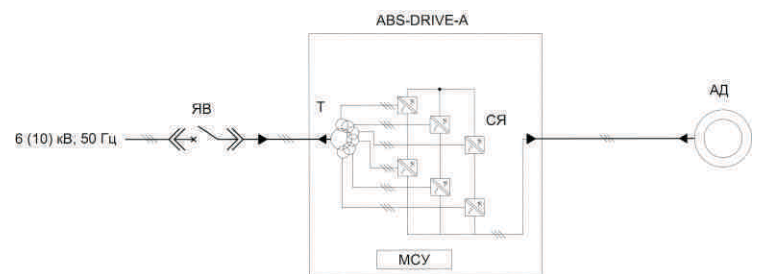 ABS-DRIVE-A
ЯВ
Т
СЯ
АД
6 (10) кВ; 50 Гц
МСУ